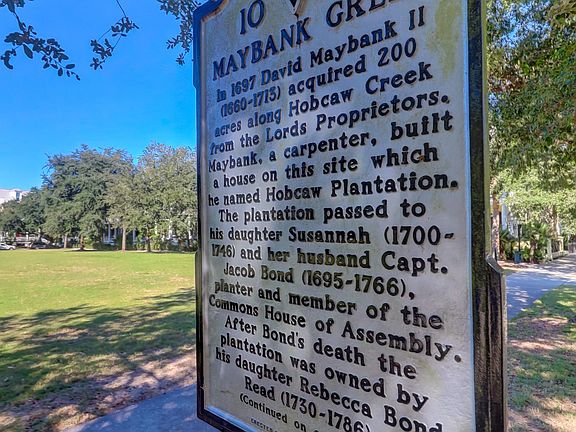 10
MAYBANK GREE
In 1697 David Maybank II
(1660-1713) acquired 200
acres along Hobcaw Creek
from the Lords Proprietors.
Maybank, a carpenter, built
a house on this site which
he named Hobcaw Plantation.
The plantation passed to
his daughter Susannah (1700-
1746) and her husband Capt.
Jacob Bond (1695-1766),
planter and member of the
Commons House of Assembly.
After Bond's death the
plantation was owned by
his daughter Rebecca Bond
Read (1730-1786)
(Continued on
ERECTED